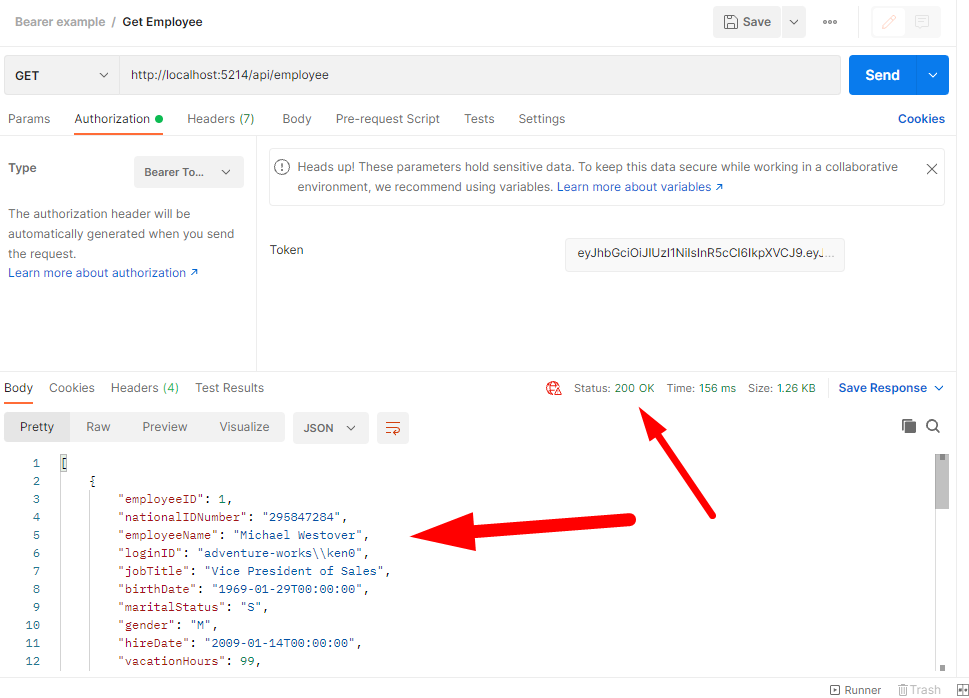 Bearer example / Get Employee
Save
GET
http://localhost:5214/api/employee
Send
Params Authorization Headers (7) Body Pre-request Script Tests Settings Cookies
Type
Bearer To...
Heads up! These parameters hold sensitive data. To keep this data secure while working in a collaborative
environment, we recommend using variables. Learn more about variables ↗
The authorization header will be
automatically generated when you send
the request.
Learn more about authorization ↗
Token
eyJhbGciOiJIUzI1NiIsInR5cCI6IkpXVCJ9.eyJ...
Body Cookies Headers (4) Test Results
Status: 200 OK Time: 156 ms Size: 1.26 KB Save Response
Pretty Raw Preview Visualize JSON
1 [
2 {
3 "employeeID": 1,
4 "nationalIDNumber": "295847284",
5 "employeeName": "Michael Westover",
6 "loginID": "adventure-works\\ken0",
7 "jobTitle": "Vice President of Sales",
8 "birthDate": "1969-01-29T00:00:00",
9 "maritalStatus": "S",
10 "gender": "M",
11 "hireDate": "2009-01-14T00:00:00",
12 "vacationHours": 99,
Runner Trash